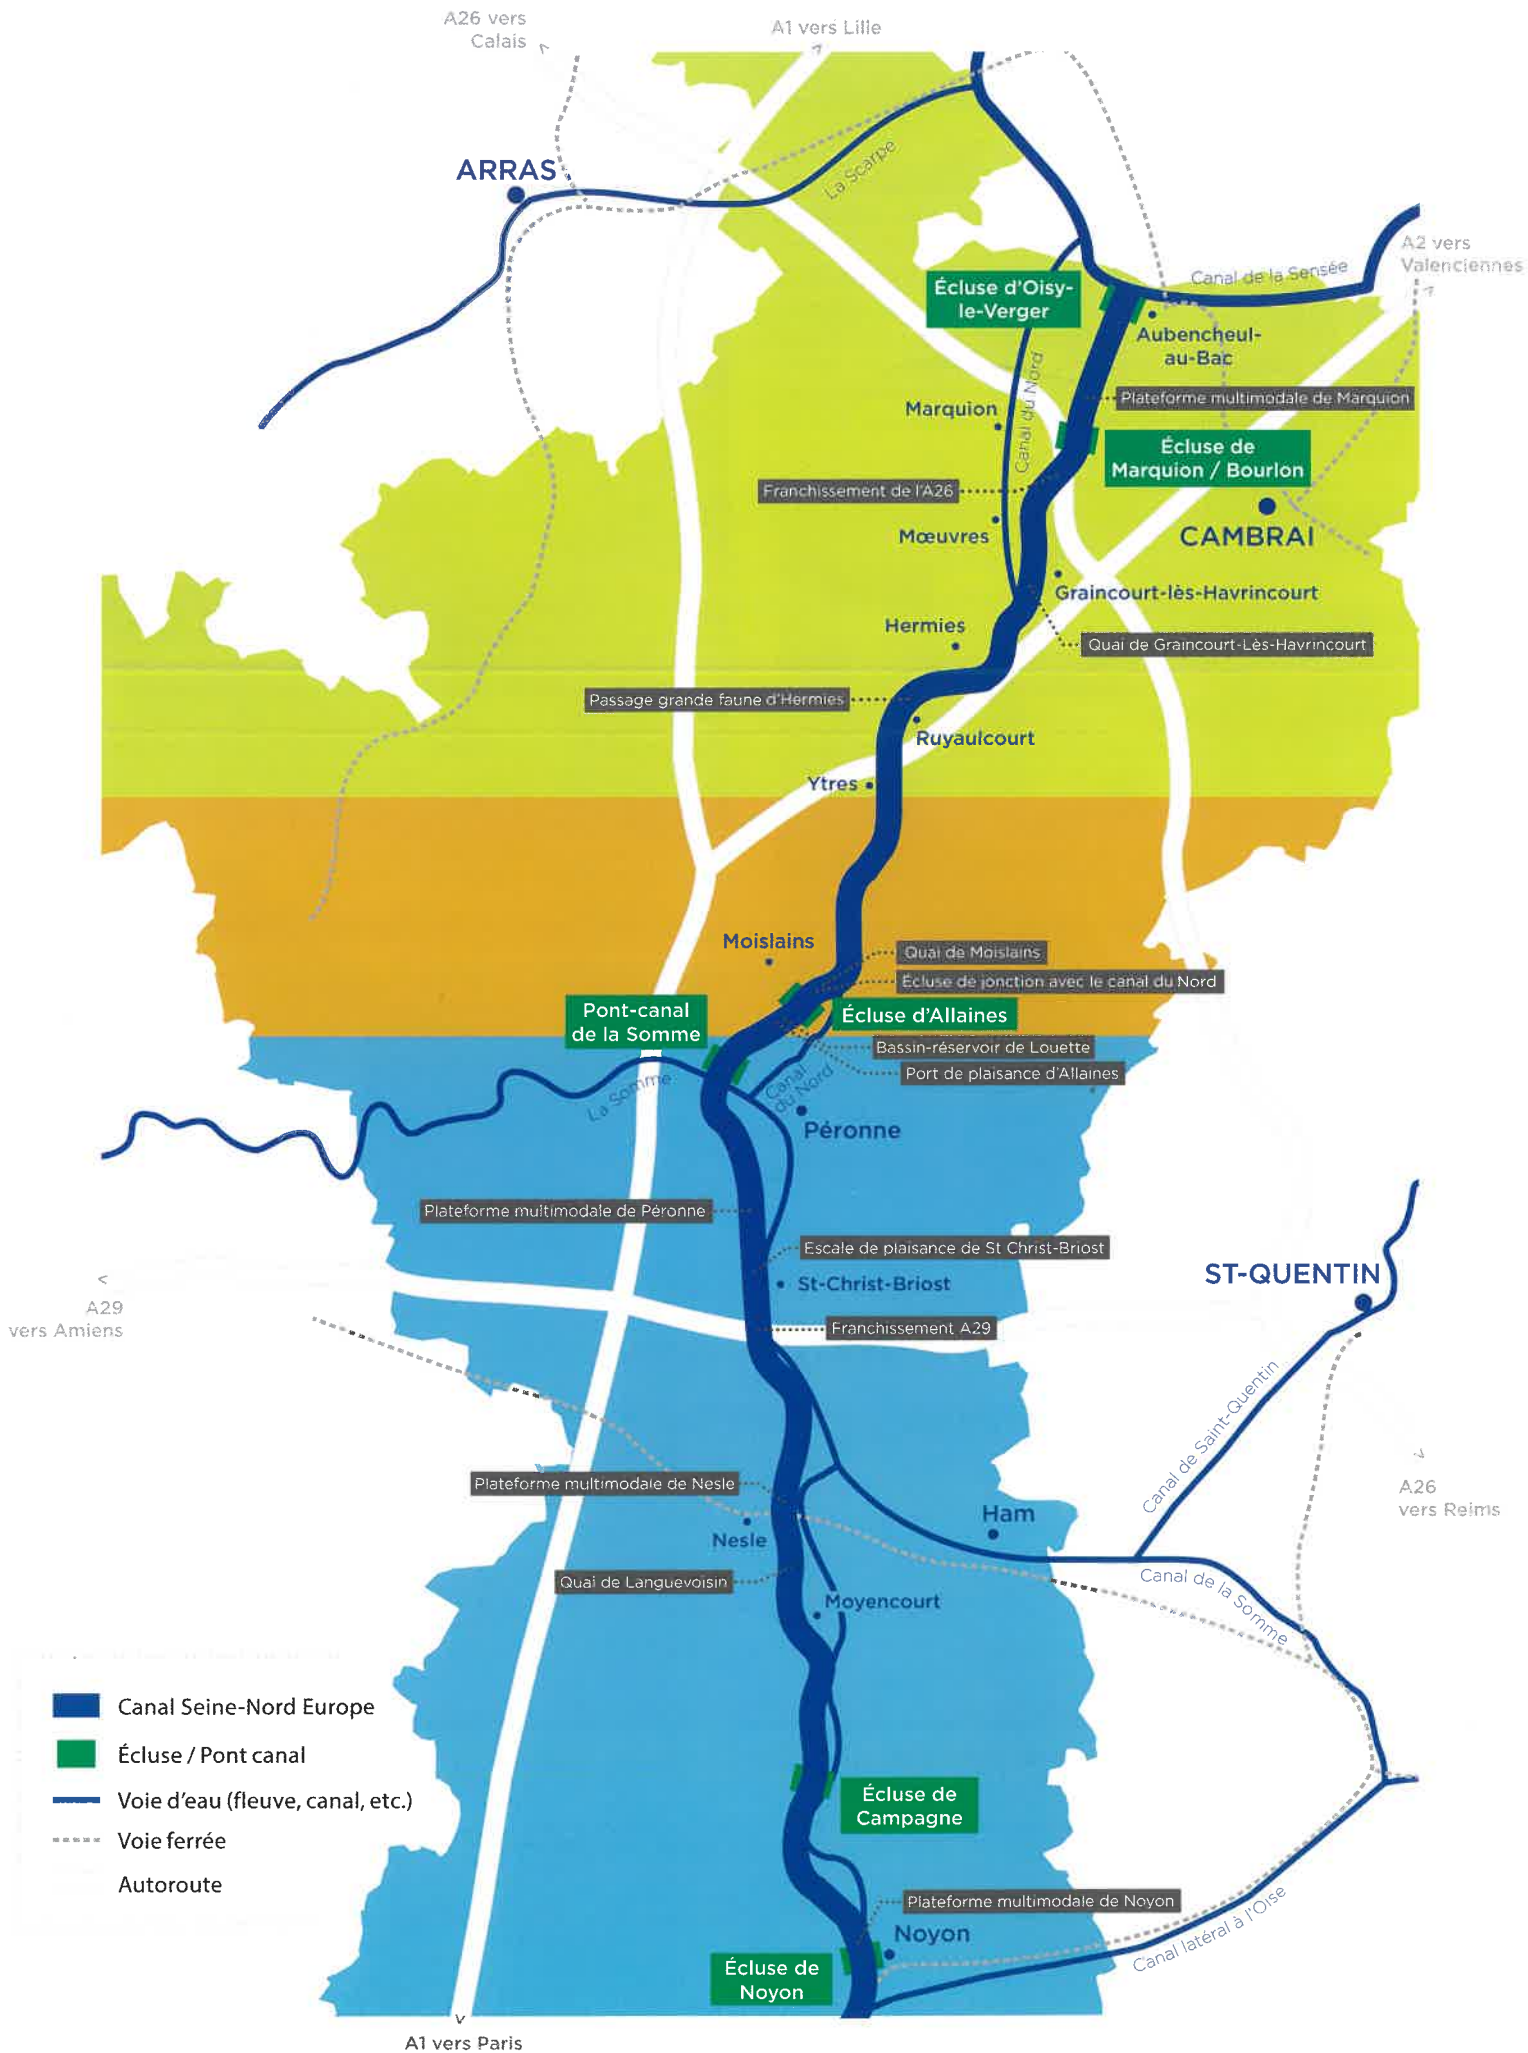 A26 vers
Calais
A1 vers Lille
ARRAS
La Scarpe
A2 vers
Valenciennes
Canal de la Sensée
Écluse d'Oisy-
le-Verger
Aubencheul-
au-Bac
Canal du Nord
Plateforme multimodale de Marquion
Marquion
Écluse de
Marquion / Bourlon
Franchissement de l'A26
Mœuvres
CAMBRAI
Graincourt-lès-Havrincourt
Hermies
Quai de Graincourt-Lès-Havrincourt
Passage grande faune d'Hermies
Ruyaulcourt
Ytres
Moislains
Quai de Moislains
Écluse de jonction avec le canal du Nord
Pont-canal
de la Somme
Écluse d'Allaines
Bassin-réservoir de Louette
Port de plaisance d'Allaines
La Somme
Canal
du Nord
Péronne
Plateforme multimodale de Péronne
Escale de plaisance de St Christ-Briost
St-Christ-Briost
ST-QUENTIN
A29
vers Amiens
Franchissement A29
Canal de Saint-Quentin
Plateforme multimodale de Nesle
A26
vers Reims
Ham
Nesle
Quai de Languevoisin
Canal de la Somme
Moyencourt
Canal Seine-Nord Europe
Écluse / Pont canal
Voie d'eau (fleuve, canal, etc.)
Voie ferrée
Autoroute
Écluse de
Campagne
Plateforme multimodale de Noyon
Noyon
Canal latéral à l'Oise
Écluse de
Noyon
A1 vers Paris